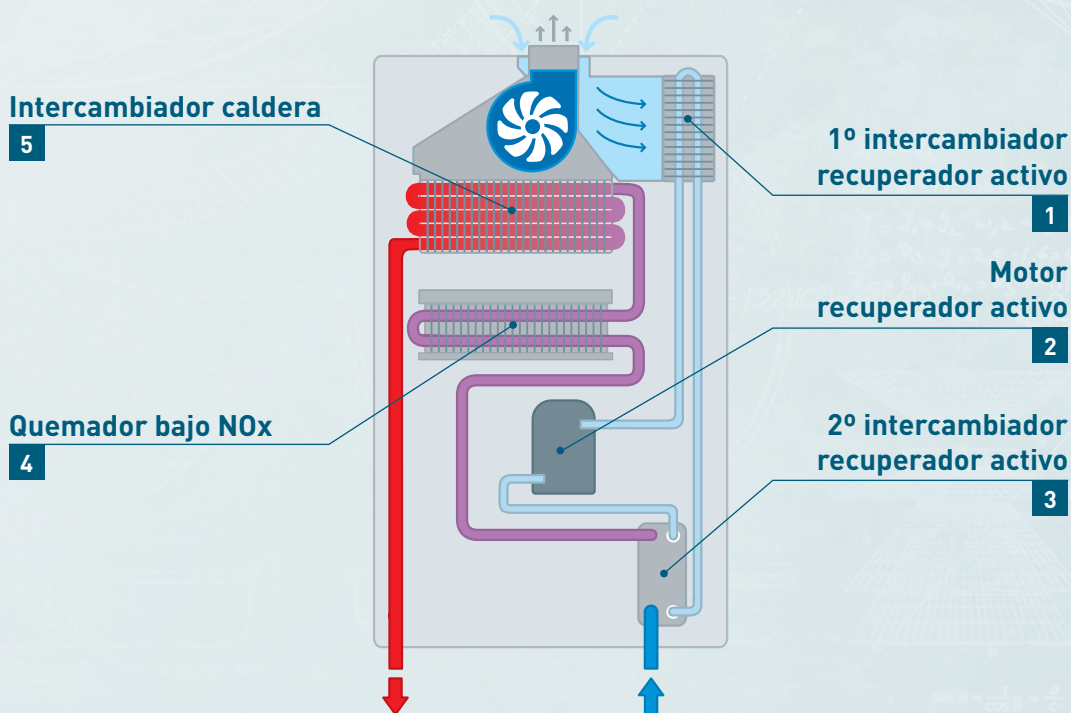 Intercambiador caldera
5
1º intercambiador
recuperador activo
1
Motor
recuperador activo
2
Quemador bajo NOx
4
2º intercambiador
recuperador activo
3